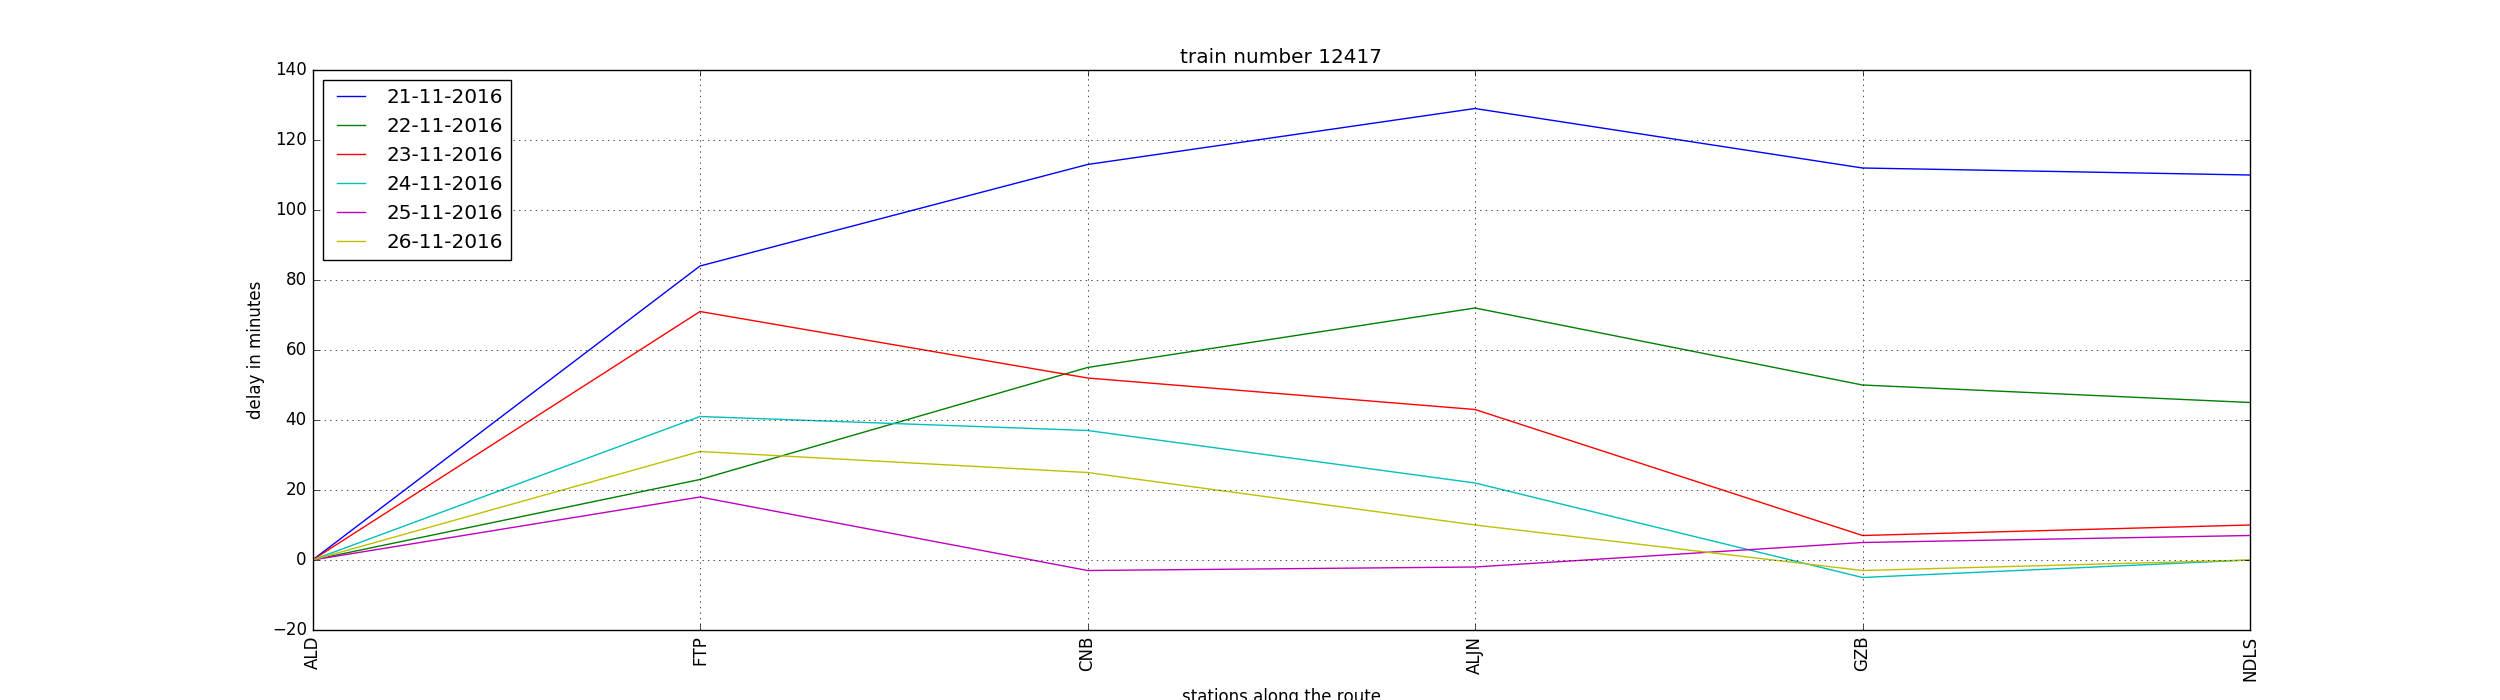 train number 12417
140
120
100
80
60
40
20
0
−20
delay in minutes
21-11-2016
22-11-2016
23-11-2016
24-11-2016
25-11-2016
26-11-2016
ALD
FTP
CNB
ALJN
GZB
NDLS
stations along the route